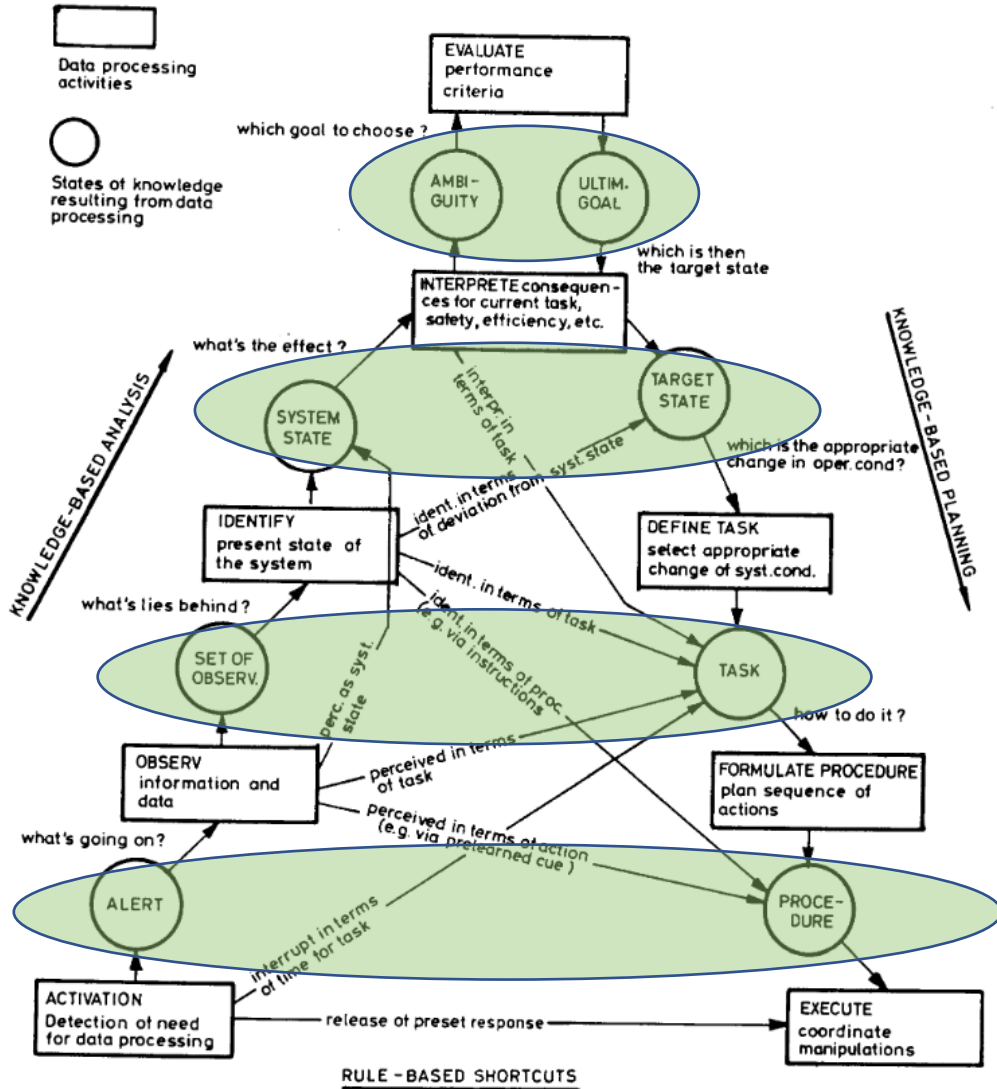 Data processing
activities
States of knowledge
resulting from data
processing
EVALUATE
performance
criteria
which goal to choose ?
AMBI-
GUITY
ULTIM.
GOAL
which is then
the target state
INTERPRETE consequen-
ces for current task,
safety, efficiency, etc.
what's the effect ?
SYSTEM
STATE
TARGET
STATE
interpr. in
terms of task
which is the appropriate
change in oper. cond ?
KNOWLEDGE-BASED ANALYSIS
KNOWLEDGE-BASED PLANNING
IDENTIFY
present state of
the system
ident. in terms
of deviation from syst. state
DEFINE TASK
select appropriate
change of syst. cond.
what's lies behind ?
ident. in terms of task
ident. in terms of proc.
(e.g. via instructions
SET OF
OBSERV.
TASK
perc. as syst.
state
how to do it ?
OBSERV
information and
data
perceived in terms
of task
FORMULATE PROCEDURE
plan sequence of
actions
what's going on?
perceived in terms of action
(e.g. via prelearned cue )
ALERT
PROCE-
DURE
interrupt in terms
of time for task
ACTIVATION
Detection of need
for data processing
release of preset response
EXECUTE
coordinate
manipulations
RULE-BASED SHORTCUTS